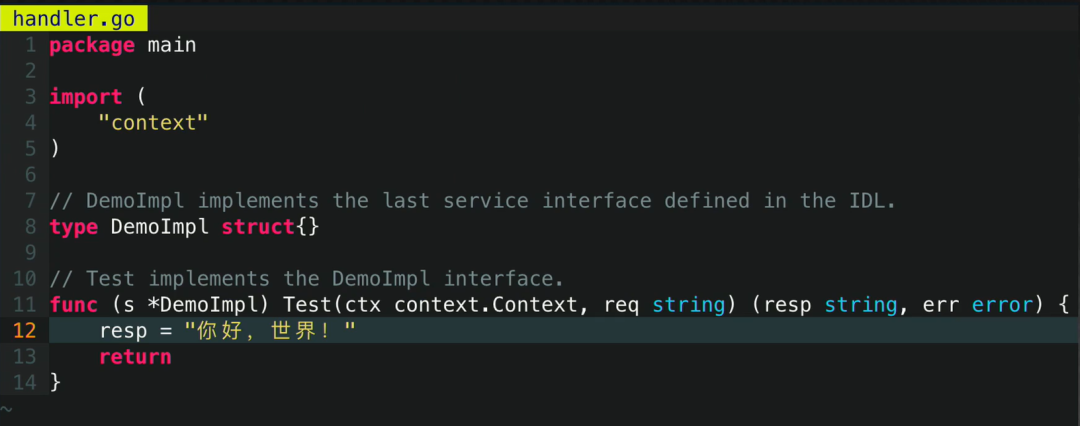 handler.go
1 package main
2
3 import (
4     "context"
5 )
6
7 // DemoImpl implements the last service interface defined in the IDL.
8 type DemoImpl struct{}
9
10 // Test implements the DemoImpl interface.
11 func (s *DemoImpl) Test(ctx context.Context, req string) (resp string, err error) {
12     resp = "你好，世界！"
13     return
14 }
~